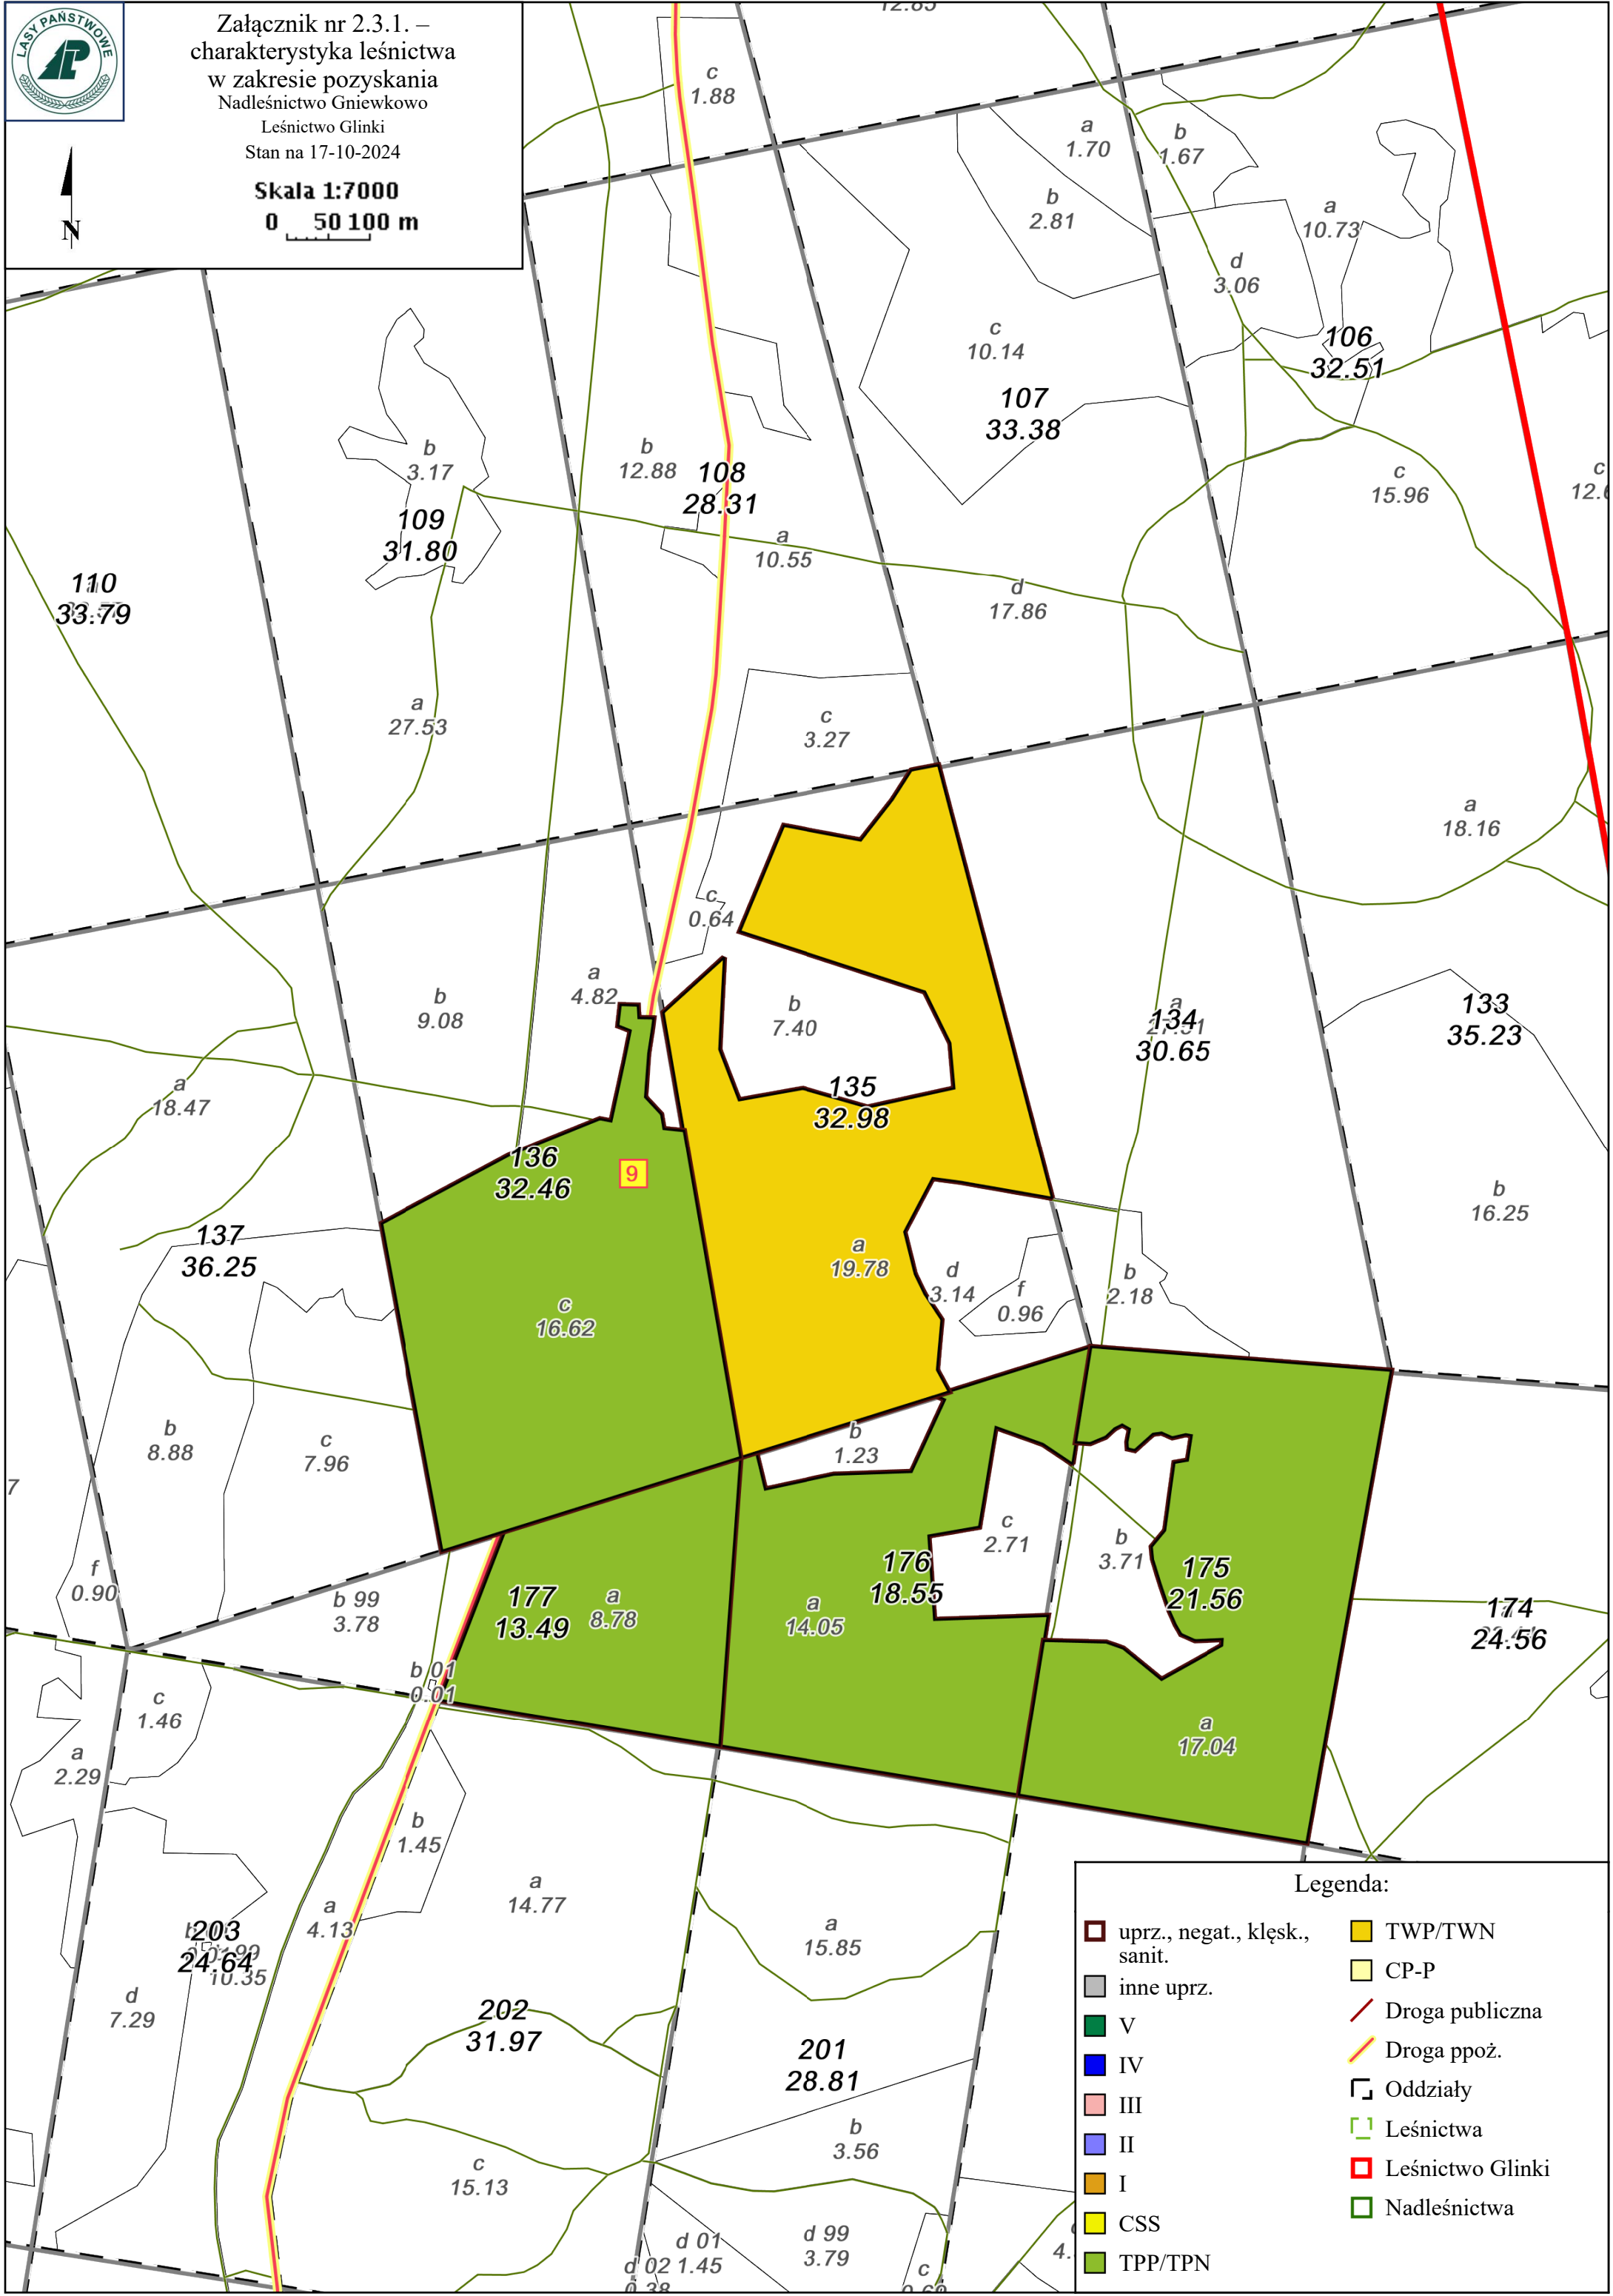 LASY PAŃSTWOWE
Załącznik nr 2.3.1. –
charakterystyka leśnictwa
w zakresie pozyskania
Nadleśnictwo Gniewkowo
Leśnictwo Glinki
Stan na 17-10-2024
Skala 1:7000
0 50 100 m
N
12.85
c
1.88
a
1.70
b
1.67
b
2.81
a
10.73
d
3.06
c
10.14
106
32.51
107
33.38
b
3.17
b
12.88
108
28.31
c
15.96
c
109
31.80
a
10.55
110
33.79
d
17.86
a
27.53
c
3.27
a
18.16
c
0.64
b
9.08
a
4.82
b
7.40
a
134
30.65
133
35.23
a
18.47
135
32.98
136
32.46
9
137
36.25
b
16.25
a
19.78
d
3.14
f
0.96
b
2.18
c
16.62
b
8.88
c
7.96
b
1.23
7
c
2.71
b
3.71
176
18.55
175
21.56
f
0.90
b 99
3.78
177
13.49
a
8.78
a
14.05
174
24.56
b 01
0.01
c
1.46
a
2.29
a
17.04
b
1.45
a
14.77
a
4.13
a
15.85
203
24.64
10.35
d
7.29
202
31.97
201
28.81
b
3.56
c
15.13
d 01
1.45
d 99
3.79
d 02
0.38
c
Legenda:
uprz., negat., klęsk.,
sanit.
inne uprz.
V
IV
III
II
I
CSS
TPP/TPN
TWP/TWN
CP-P
Droga publiczna
Droga ppoż.
Oddziały
Leśnictwa
Leśnictwo Glinki
Nadleśnictwa